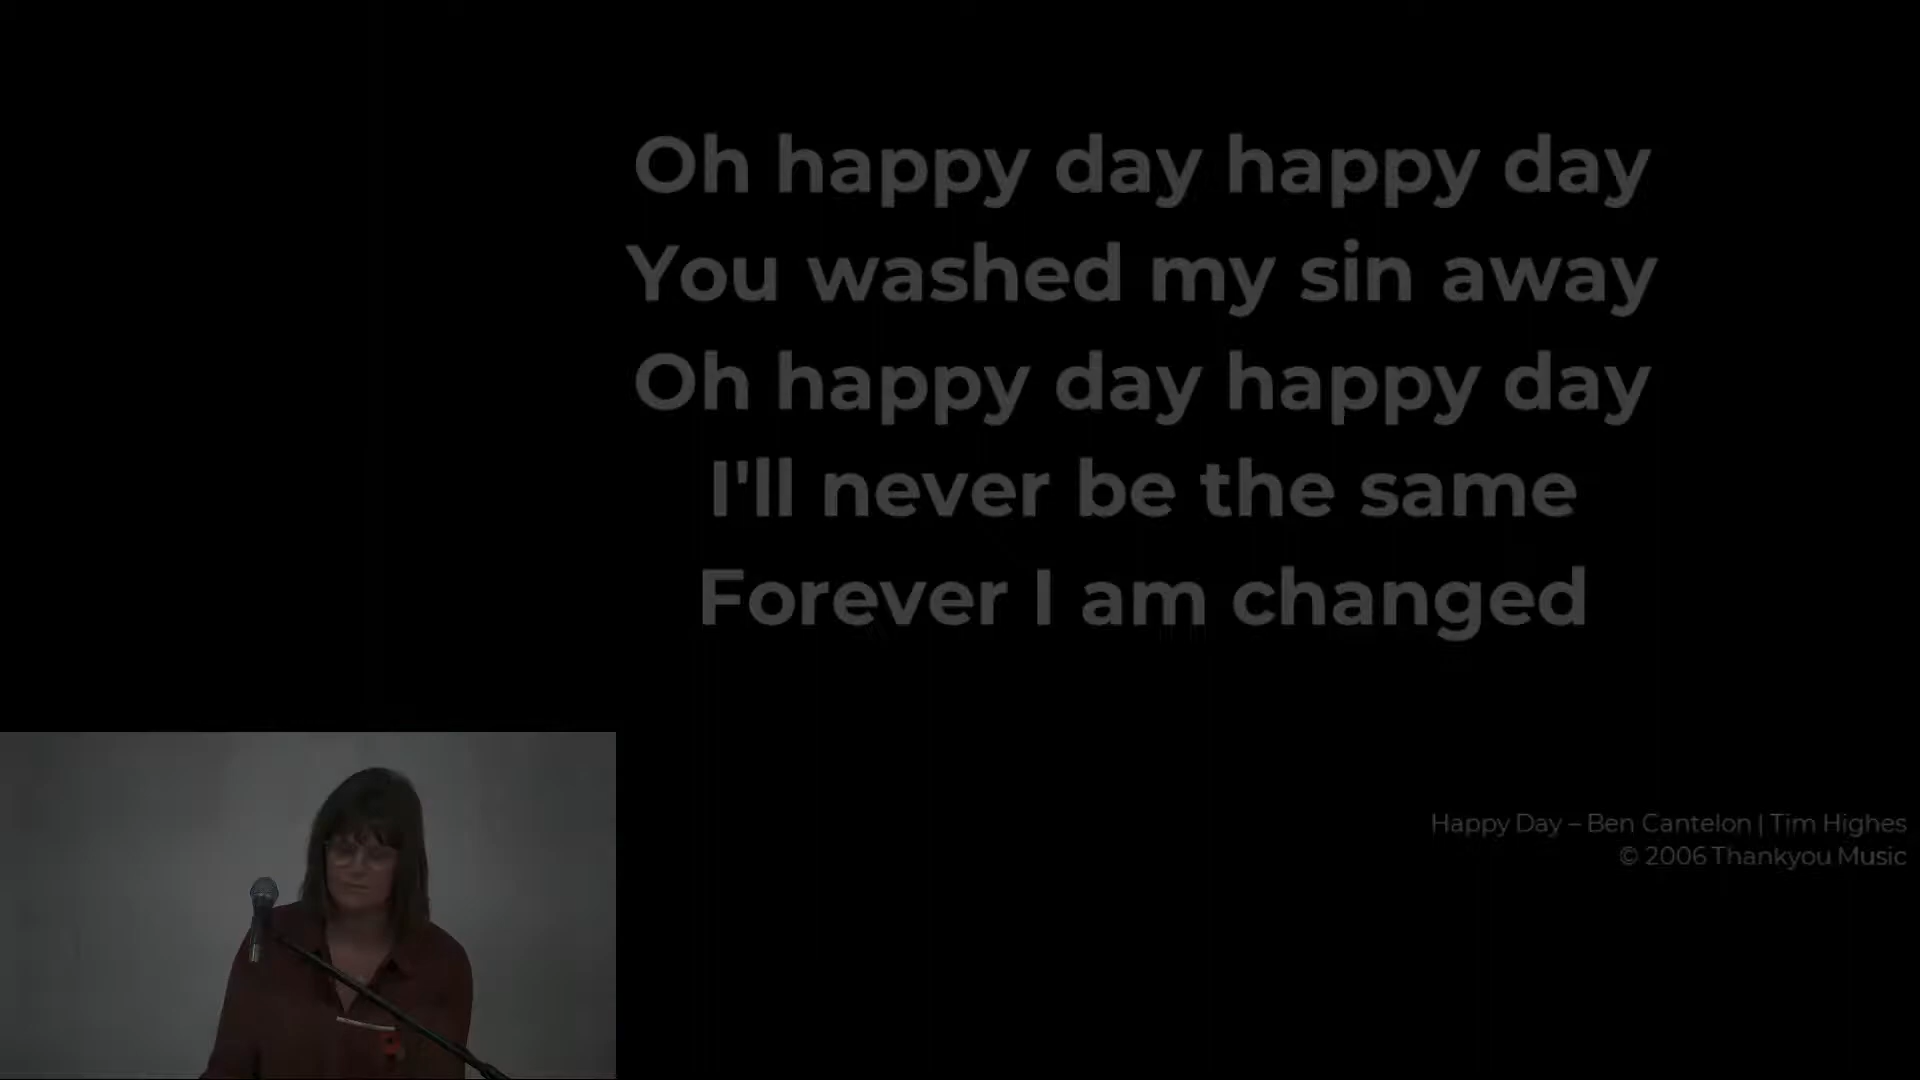 Oh happy day happy day
You washed my sin away
Oh happy day happy day
I'll never be the same
Forever I am changed
Happy Day – Ben Cantelon | Tim Highes
© 2006 Thankyou Music